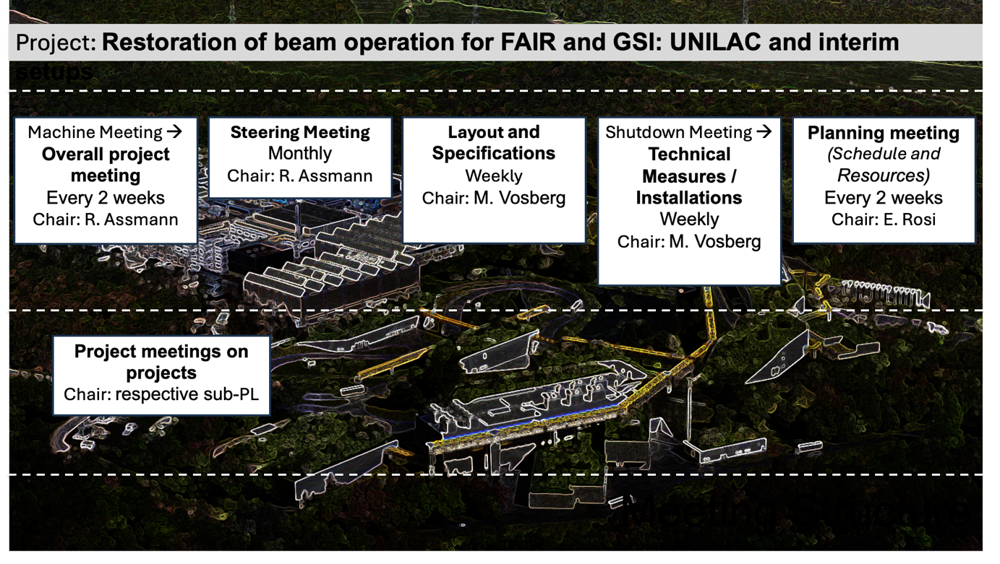 Project: Restoration of beam operation for FAIR and GSI: UNILAC and interim
setups
Machine Meeting →
Overall project
meeting
Every 2 weeks
Chair: R. Assmann
Steering Meeting
Monthly
Chair: R. Assmann
Layout and
Specifications
Weekly
Chair: M. Vosberg
Shutdown Meeting →
Technical
Measures /
Installations
Weekly
Chair: M. Vosberg
Planning meeting
(Schedule and
Resources)
Every 2 weeks
Chair: E. Rosi
Project meetings on
projects
Chair: respective sub-PL
Meeting Structure